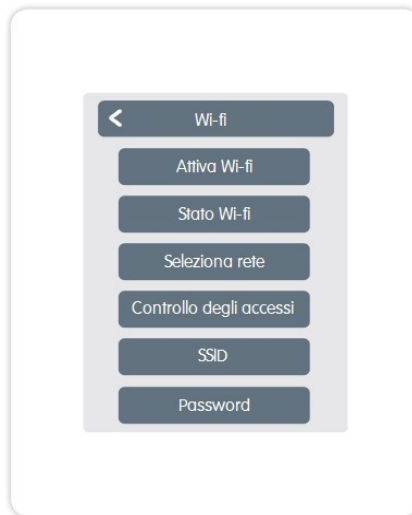 Wi-fi
Attiva Wi-fi
Stato Wi-fi
Seleziona rete
Controllo degli accessi
SSID
Password